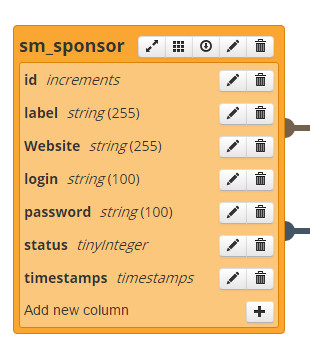 sm_sponsor
id increments
label string (255)
Website string (255)
login string (100)
password string (100)
status tinyInteger
timestamps timestamps
Add new column